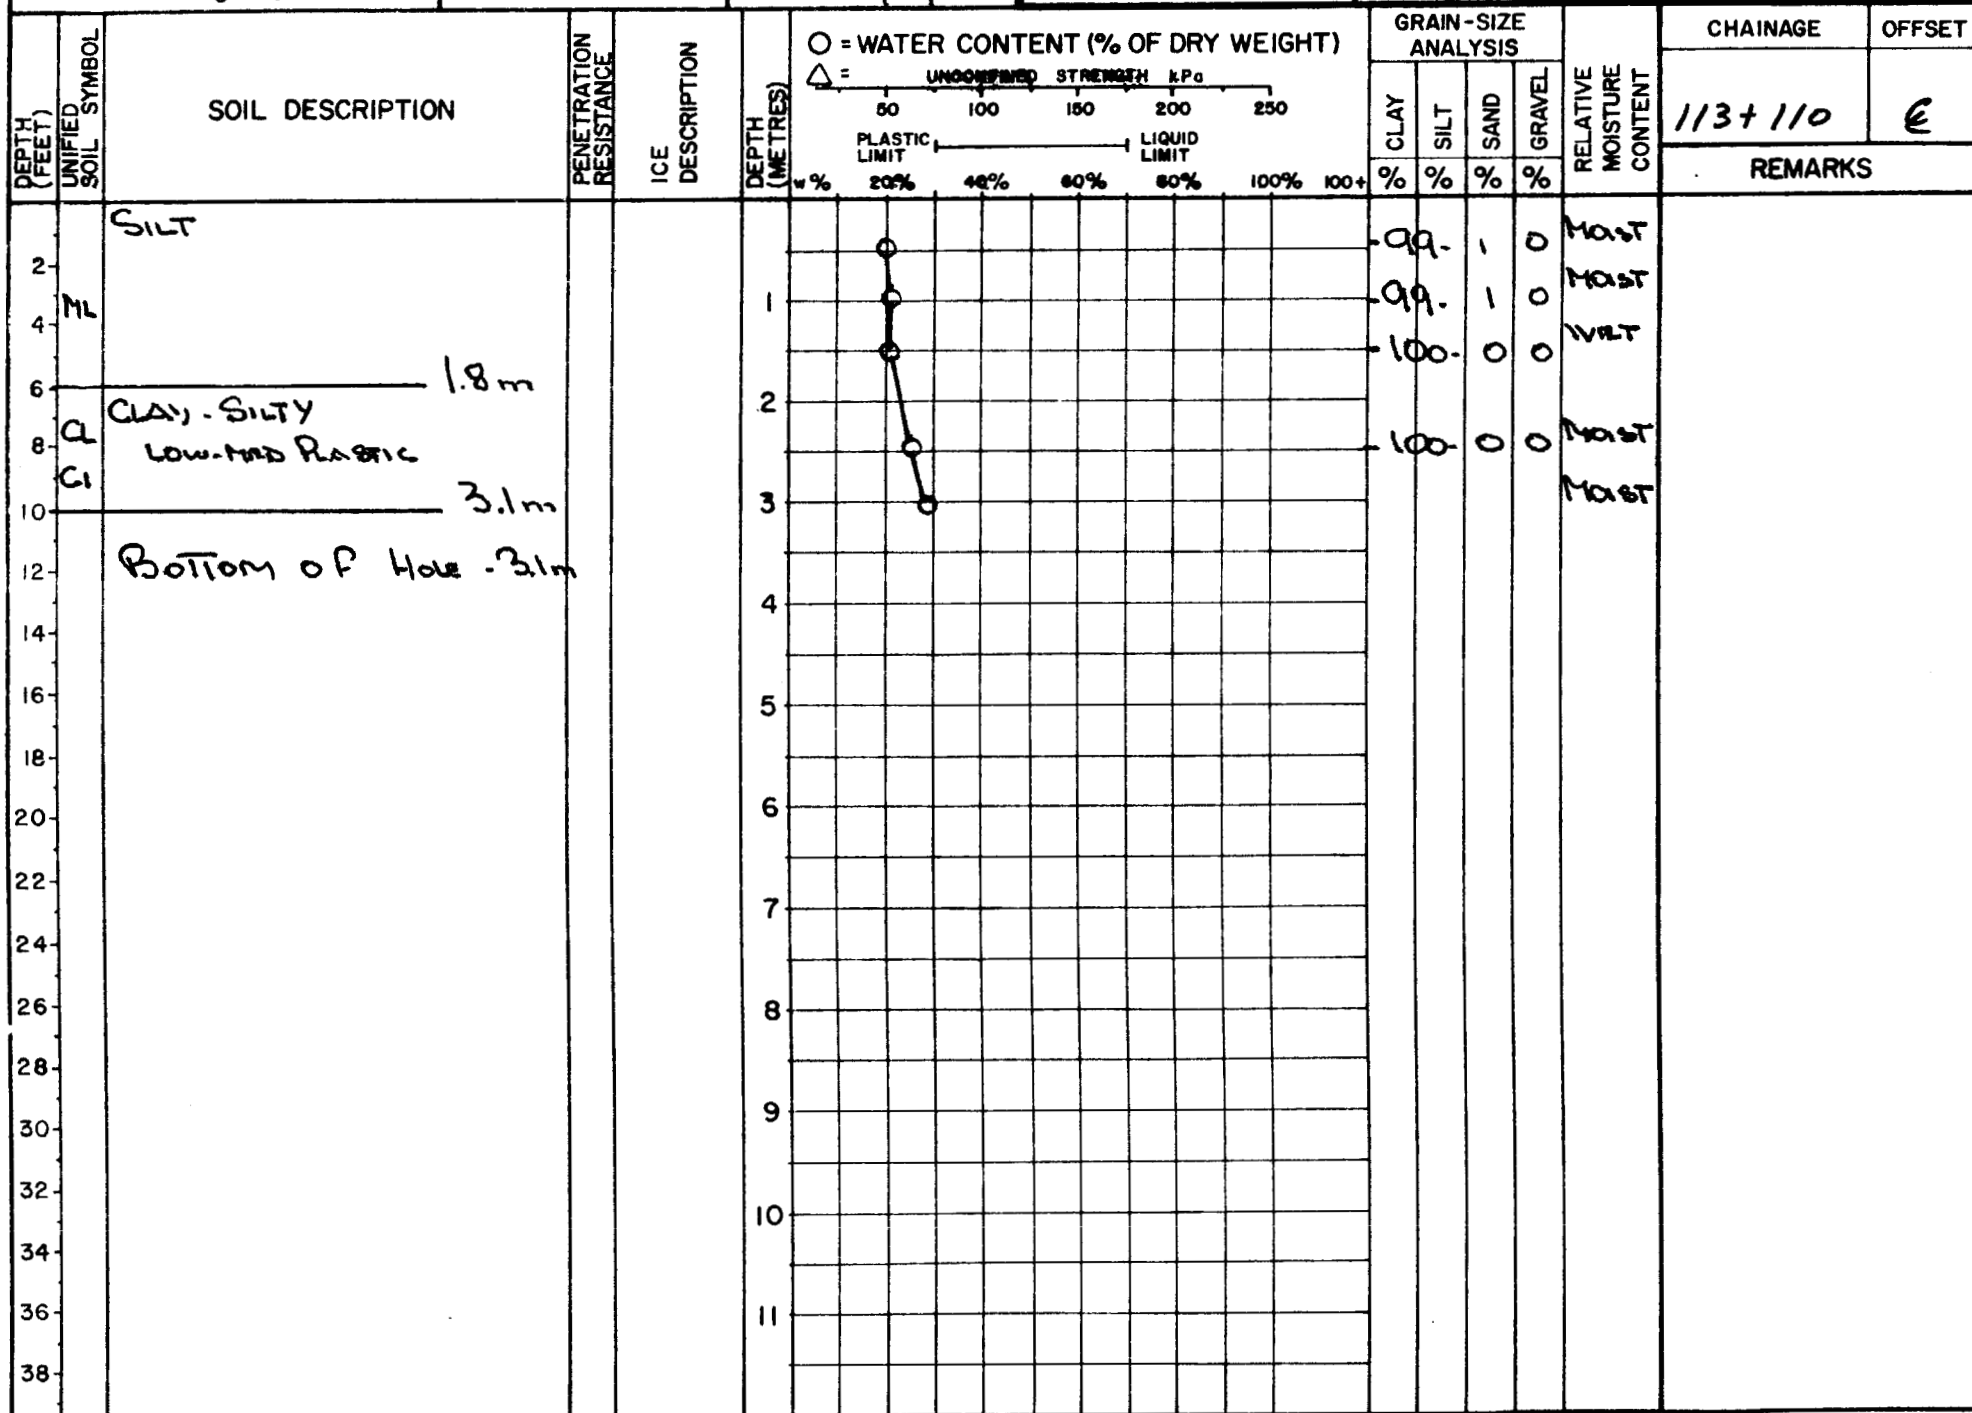 DEPTH (FEET)
UNIFIED SOIL SYMBOL
SOIL DESCRIPTION
PENETRATION RESISTANCE
ICE DESCRIPTION
DEPTH (METRES)
O = WATER CONTENT (% OF DRY WEIGHT)
△ = UNCONFINED STRENGTH kPa
50 100 150 200 250
PLASTIC LIMIT LIQUID LIMIT
w% 20% 40% 60% 80% 100% 100+
GRAIN-SIZE ANALYSIS
CLAY SILT SAND GRAVEL
% % % %
RELATIVE MOISTURE CONTENT
CHAINAGE OFFSET
113+110 ℄
REMARKS
SILT
-99- 1 0 MOIST
2
-99- 1 0 MOIST
1
ML
4
-100- 0 0 WET
6 1.8m
2
CLAY - SILTY
CL
LOW-MED PLASTIC
8
-100- 0 0 MOIST
CI
3.1m MOIST
10
3
BOTTOM OF HOLE - 3.1m
12
4
14
16
5
18
20
6
22
7
24
26
8
28
9
30
32
10
34
36
11
38